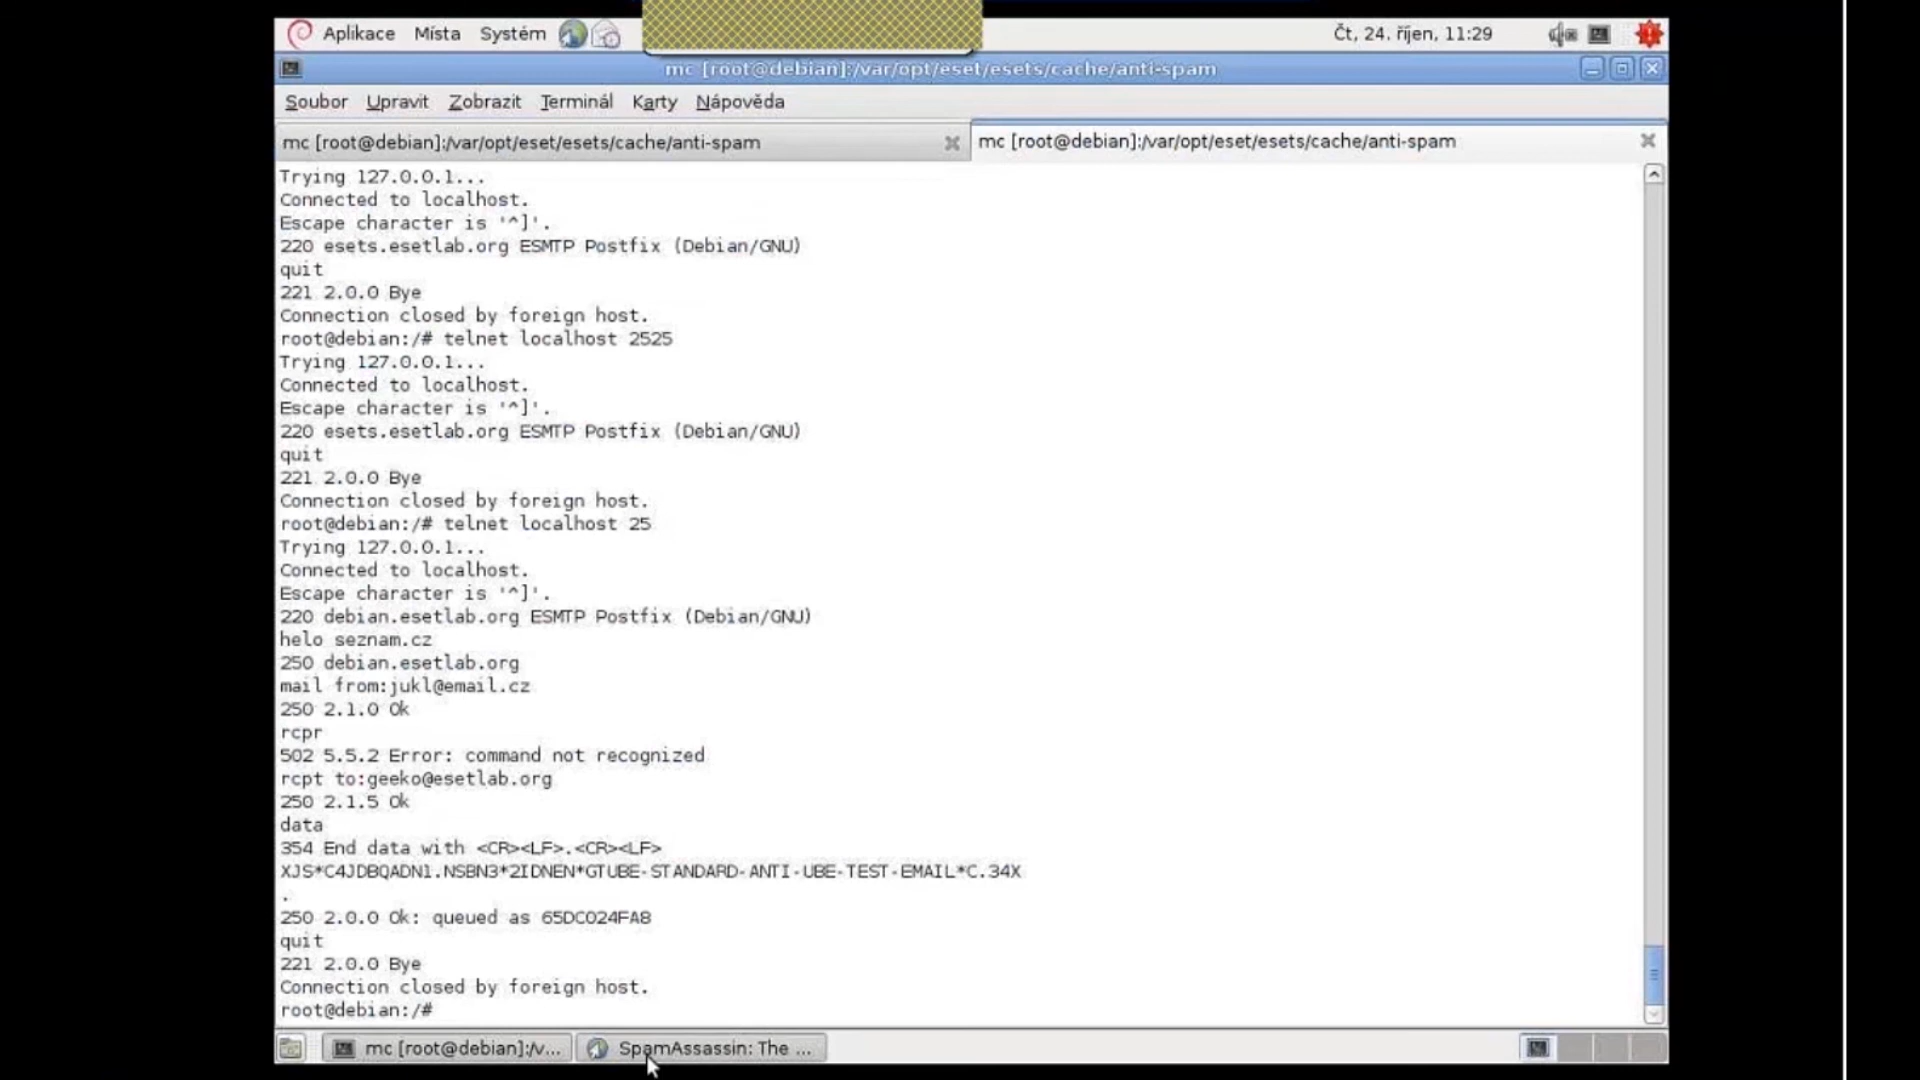 Aplikace Místa Systém Čt, 24. říjen, 11:29
mc [root@debian]:/var/opt/eset/esets/cache/anti-spam
Soubor Upravit Zobrazit Terminál Karty Nápověda
mc [root@debian]:/var/opt/eset/esets/cache/anti-spam mc [root@debian]:/var/opt/eset/esets/cache/anti-spam
Trying 127.0.0.1...
Connected to localhost.
Escape character is '^]'.
220 esets.esetlab.org ESMTP Postfix (Debian/GNU)
quit
221 2.0.0 Bye
Connection closed by foreign host.
root@debian:/# telnet localhost 2525
Trying 127.0.0.1...
Connected to localhost.
Escape character is '^]'.
220 esets.esetlab.org ESMTP Postfix (Debian/GNU)
quit
221 2.0.0 Bye
Connection closed by foreign host.
root@debian:/# telnet localhost 25
Trying 127.0.0.1...
Connected to localhost.
Escape character is '^]'.
220 debian.esetlab.org ESMTP Postfix (Debian/GNU)
helo seznam.cz
250 debian.esetlab.org
mail from:jukl@email.cz
250 2.1.0 Ok
rcpr
502 5.5.2 Error: command not recognized
rcpt to:geeko@esetlab.org
250 2.1.5 Ok
data
354 End data with <CR><LF>.<CR><LF>
XJS*C4JDBQADN1.NSBN3*2IDNEN*GTUBE-STANDARD-ANTI-UBE-TEST-EMAIL*C.34X
.
250 2.0.0 Ok: queued as 65DC024FA8
quit
221 2.0.0 Bye
Connection closed by foreign host.
root@debian:/#
mc [root@debian]:/v... SpamAssassin: The ...